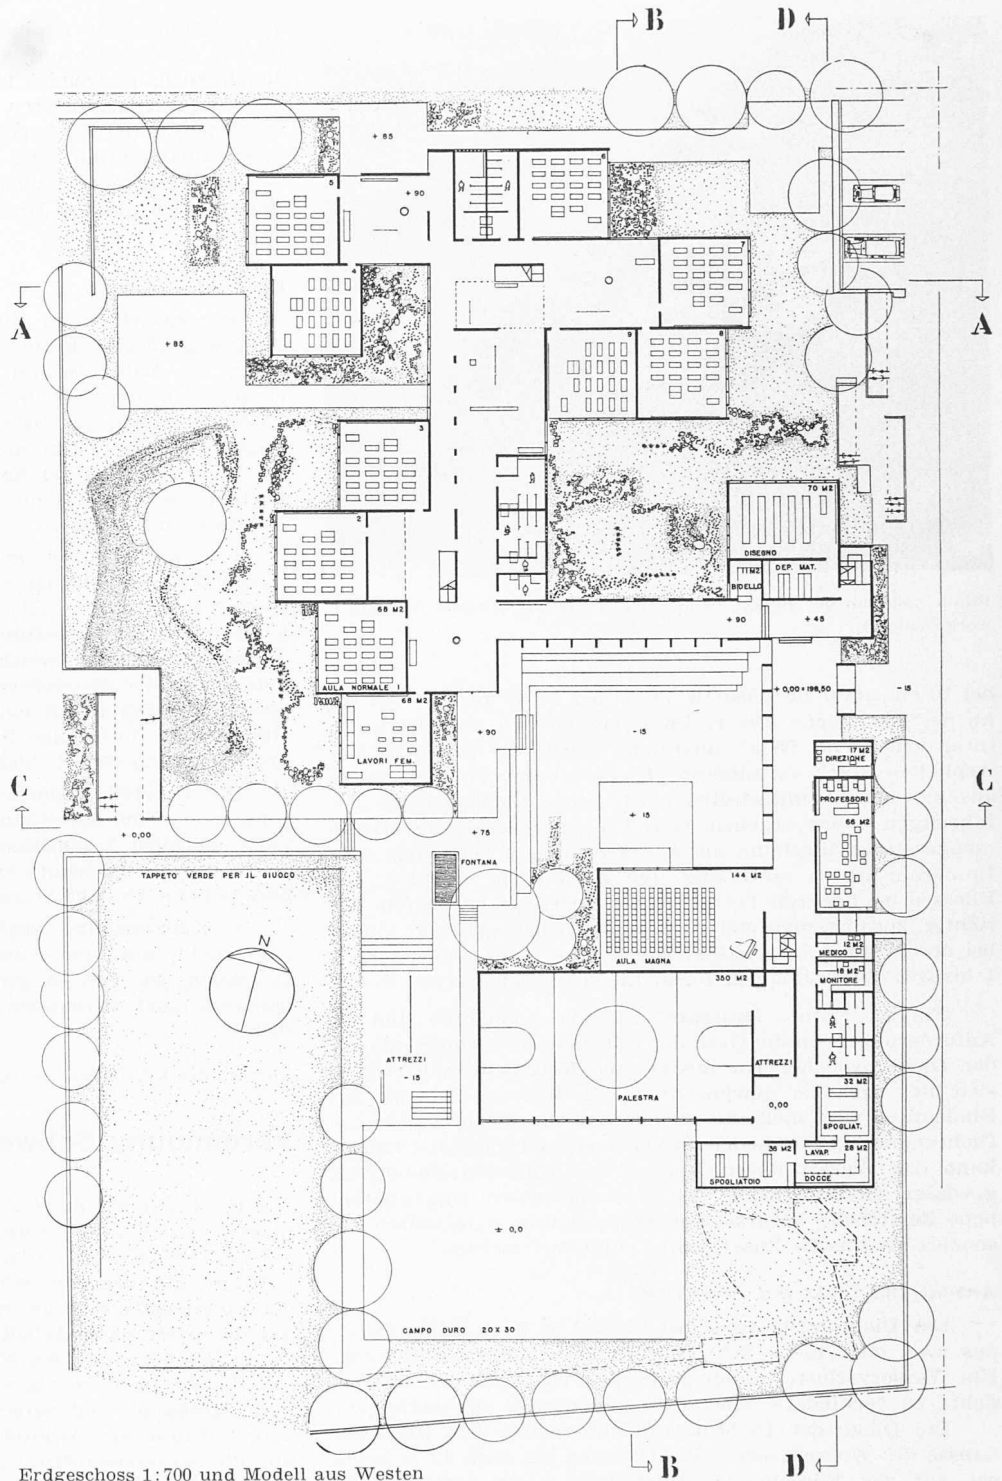 B D
+ 85
5
+ 90
6
4
7
A
A
+ 85
9
8
3
70 M2
2
DISEGNO
11 M2
BIDELLO
DEP. MAT.
68 M2
+ 90
+ 45
AULA NORMALE 1
68 M2
± 0,00 = 198,50
- 15
+ 90
- 15
LAVORI FEM.
17 M2
DIREZIONE
C
C
PROFESSORI
+ 15
66 M2
± 0,00
+ 75
FONTANA
TAPPETO VERDE PER IL GIUOCO
144 M2
N
AULA MAGNA
12 M2
MEDICO
350 M2
18 M2
MONITORE
ATTREZZI
- 15
ATTREZZI
PALESTRA
0,00
32 M2
SPOGLIAT.
36 M2
LAVAP.
28 M2
SPOGLIATOIO
DOCCE
± 0,0
CAMPO DURO 20 X 30
B D
Erdgeschoss 1:700 und Modell aus Westen